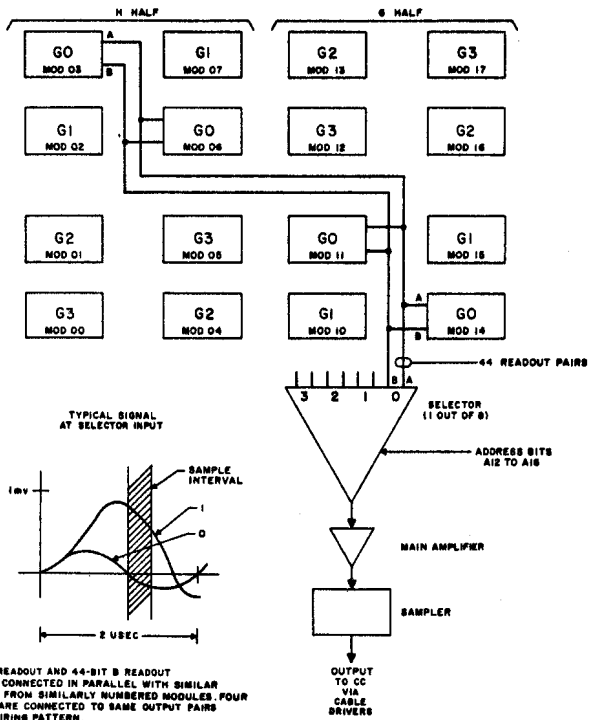 H HALF
G HALF
A
B
G0
MOD 03
G1
MOD 07
G2
MOD 13
G3
MOD 17
G1
MOD 02
G0
MOD 06
G3
MOD 12
G2
MOD 16
G2
MOD 01
G3
MOD 05
G0
MOD 11
G1
MOD 15
G3
MOD 00
G2
MOD 04
G1
MOD 10
A
B
G0
MOD 14
44 READOUT PAIRS
B A
3 2 1 0
SELECTOR
(1 OUT OF 8)
ADDRESS BITS
A12 TO A16
MAIN AMPLIFIER
SAMPLER
OUTPUT
TO CC
VIA
CABLE
DRIVERS
TYPICAL SIGNAL
AT SELECTOR INPUT
SAMPLE
INTERVAL
1mv
1
0
2 USEC
READOUT AND 44-BIT B READOUT
CONNECTED IN PARALLEL WITH SIMILAR
FROM SIMILARLY NUMBERED MODULES. FOUR
ARE CONNECTED TO SAME OUTPUT PAIRS
IRING PATTERN